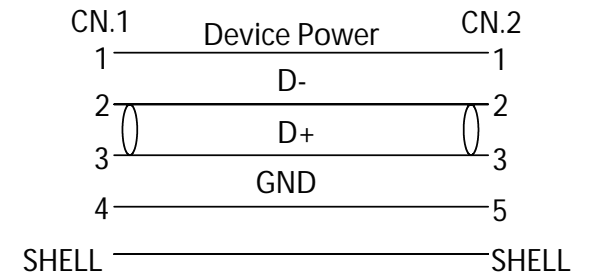 CN.1 Device Power CN.2
1 1
D-
2 2
D+
3 3
GND
4 5
SHELL SHELL